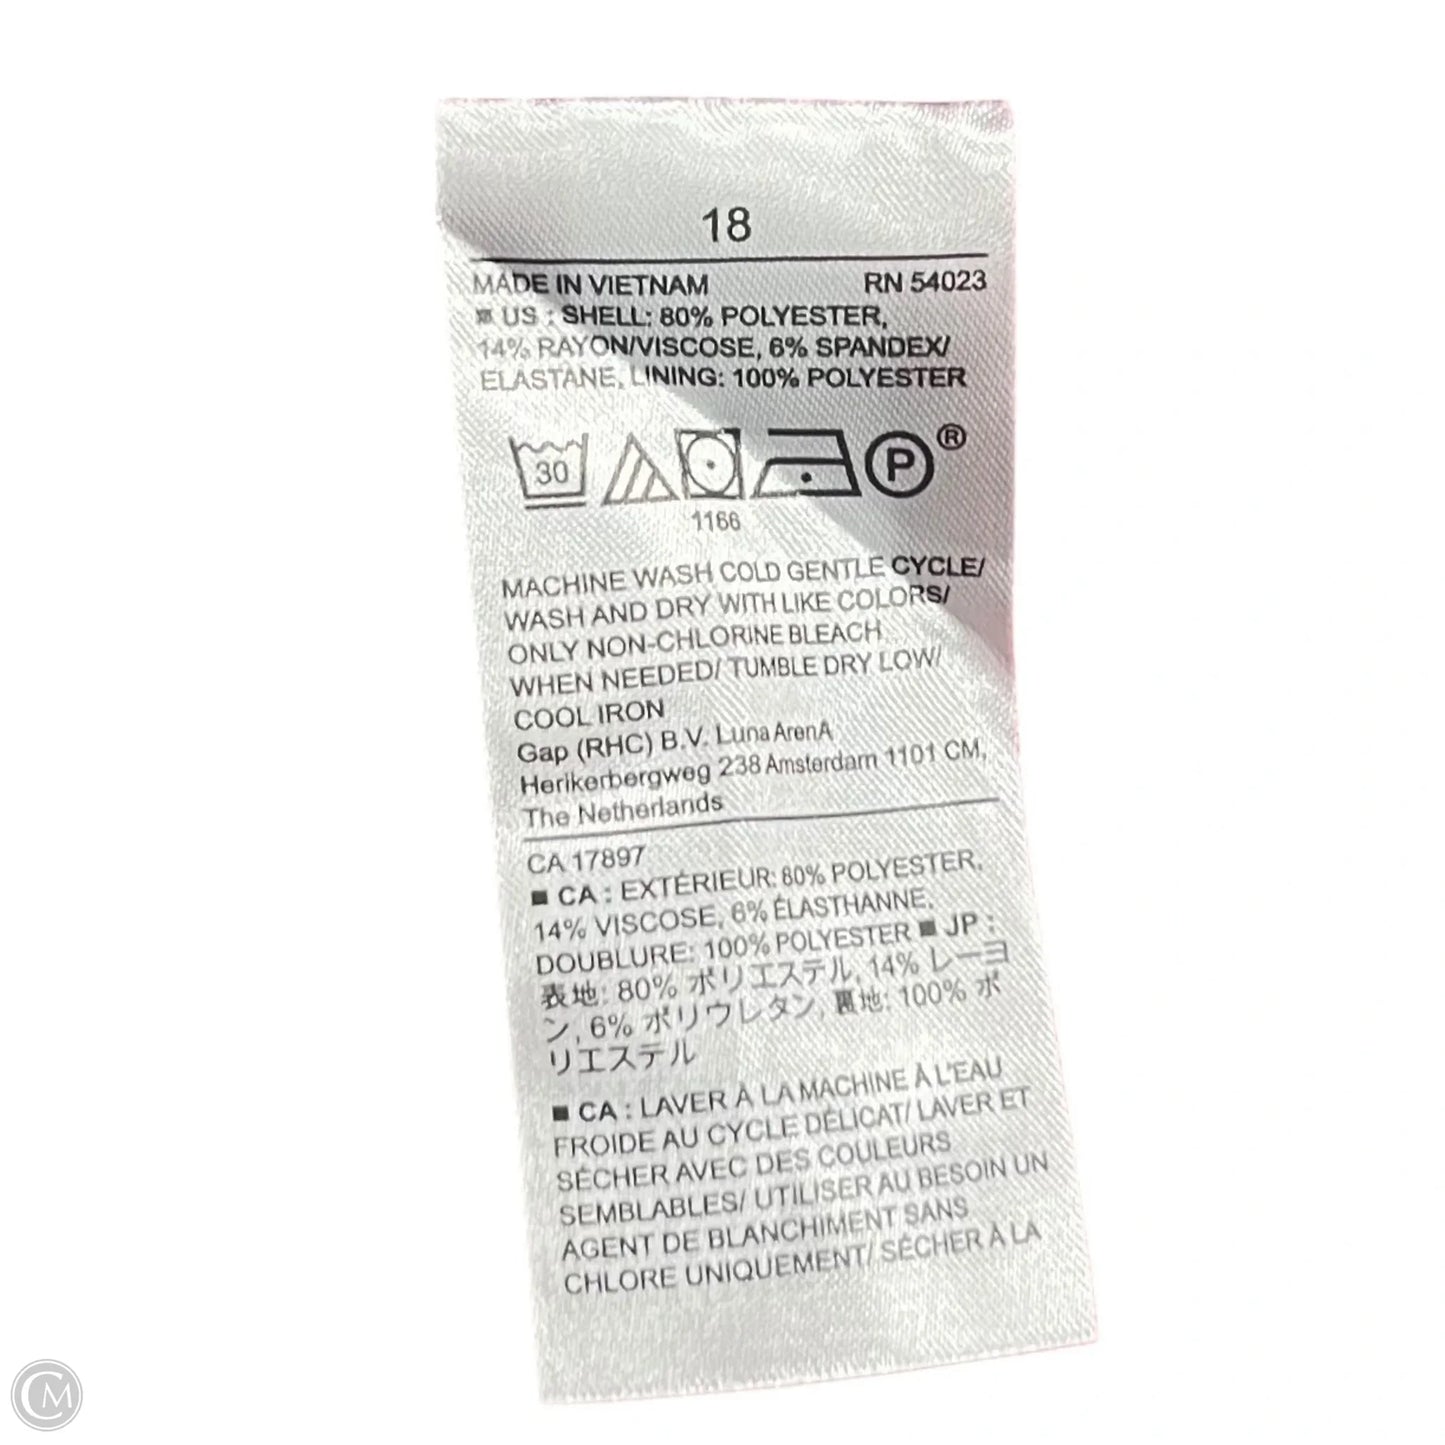 18
MADE IN VIETNAM RN 54023
■ US : SHELL: 80% POLYESTER,
14% RAYON/VISCOSE, 6% SPANDEX/
ELASTANE, LINING: 100% POLYESTER
30 P ®
1166
MACHINE WASH COLD GENTLE CYCLE/
WASH AND DRY WITH LIKE COLORS/
ONLY NON-CHLORINE BLEACH
WHEN NEEDED/ TUMBLE DRY LOW/
COOL IRON
Gap (RHC) B.V. Luna ArenA
Herikerbergweg 238 Amsterdam 1101 CM,
The Netherlands
CA 17897
■ CA : EXTÉRIEUR: 80% POLYESTER,
14% VISCOSE, 6% ÉLASTHANNE,
DOUBLURE: 100% POLYESTER ■ JP :
表地: 80% ポリエステル, 14% レーヨ
ン, 6% ポリウレタン, 裏地: 100% ポ
リエステル
■ CA : LAVER À LA MACHINE À L'EAU
FROIDE AU CYCLE DÉLICAT/ LAVER ET
SÉCHER AVEC DES COULEURS
SEMBLABLES/ UTILISER AU BESOIN UN
AGENT DE BLANCHIMENT SANS
CHLORE UNIQUEMENT/ SÉCHER À LA
CM